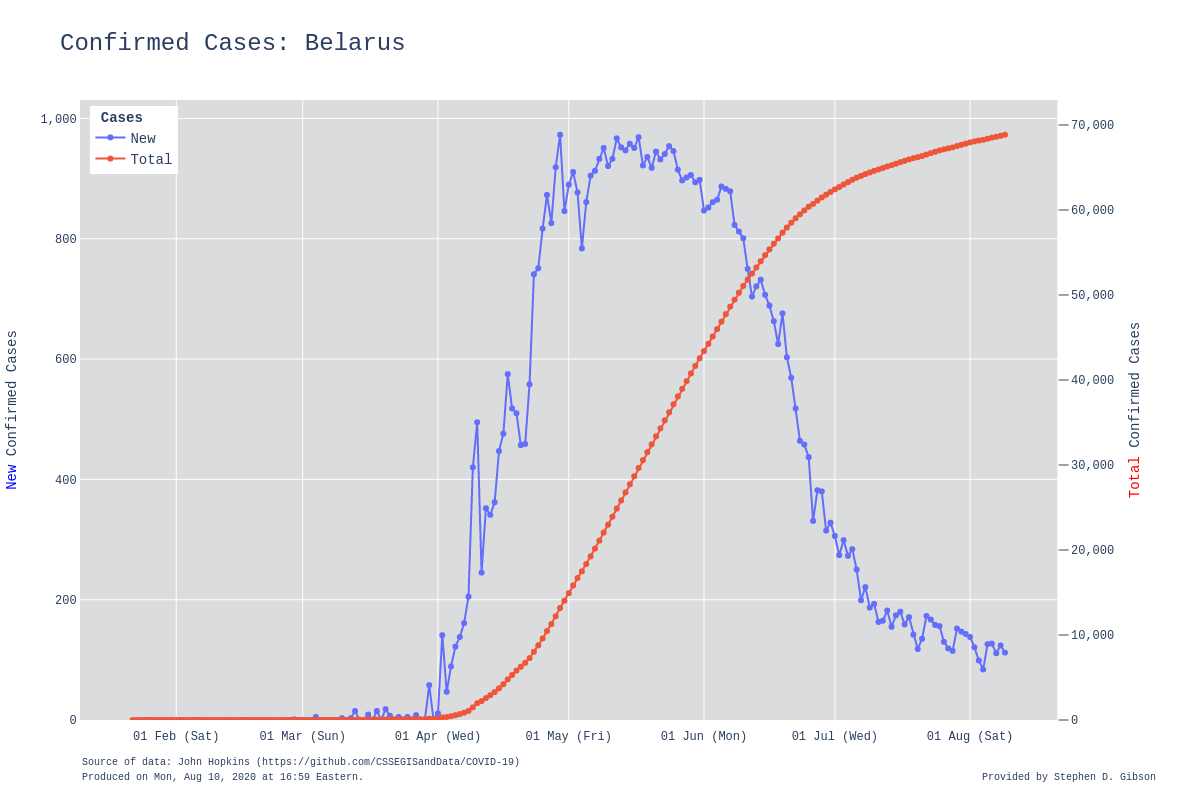 Confirmed Cases: Belarus
Cases
New
Total
1,000
800
600
400
200
0
New Confirmed Cases
70,000
60,000
50,000
40,000
30,000
20,000
10,000
0
Total Confirmed Cases
01 Feb (Sat)
01 Mar (Sun)
01 Apr (Wed)
01 May (Fri)
01 Jun (Mon)
01 Jul (Wed)
01 Aug (Sat)
Source of data: John Hopkins (https://github.com/CSSEGISandData/COVID-19)
Produced on Mon, Aug 10, 2020 at 16:59 Eastern.
Provided by Stephen D. Gibson